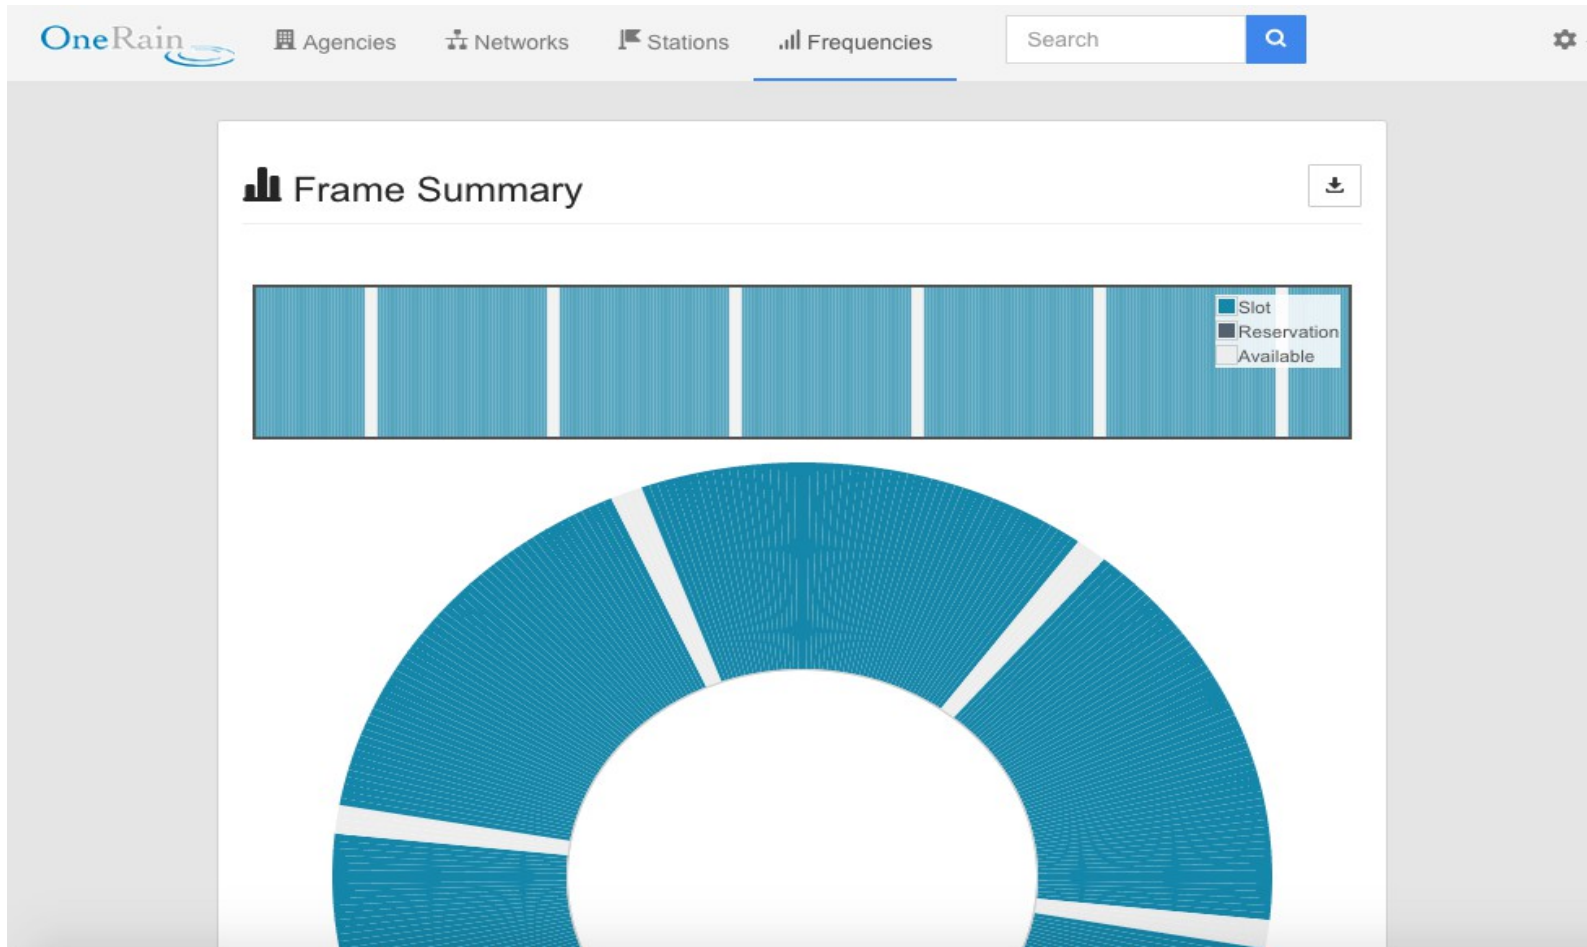 OneRain Agencies Networks Stations Frequencies Search
Frame Summary
Slot
Reservation
Available